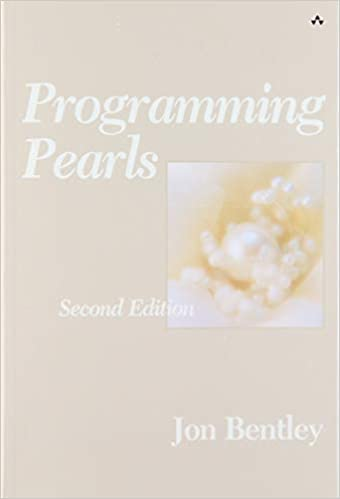 Programming
Pearls
Second Edition
Jon Bentley